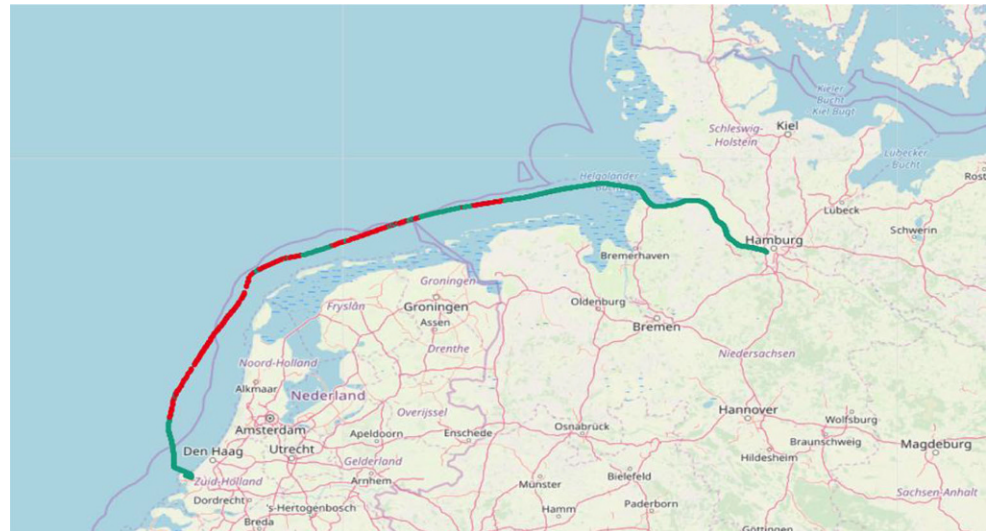 Kieler
Bucht
Kiel Bugt
Kiel
Schleswig-
Holstein
Lübecker
Bucht
Helgoländer
Rost
Lübeck
Schwerin
Hamburg
Bremerhaven
Groningen
Groningen
Oldenburg
Fryslân
Assen
Bremen
Drenthe
Niedersachsen
Noord-Holland
Alkmaar
Nederland
Hannover
Wolfsburg
Overijssel
Amsterdam
Apeldoorn
Enschede
Osnabrück
Braunschweig
Magdeburg
Den Haag
Utrecht
Hildesheim
Gelderland
Zuid-Holland
Arnhem
Münster
Bielefeld
Sachsen-Anhalt
Dordrecht
's-Hertogenbosch
Hamm
Paderborn
Breda
Göttingen